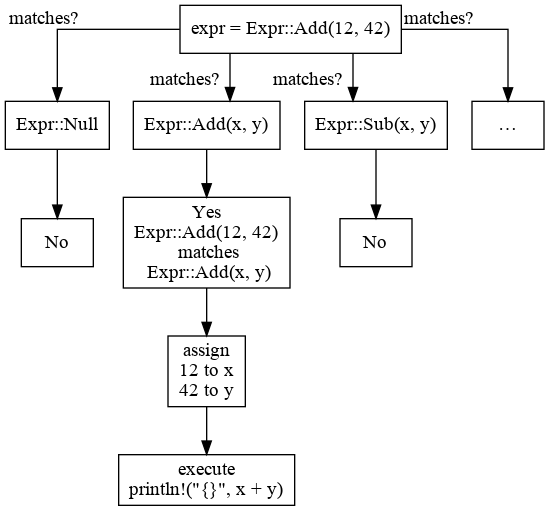 matches?
expr = Expr::Add(12, 42)
matches?
matches?
matches?
Expr::Null
Expr::Add(x, y)
Expr::Sub(x, y)
…
No
Yes
Expr::Add(12, 42)
matches
Expr::Add(x, y)
No
assign
12 to x
42 to y
execute
println!("{}", x + y)